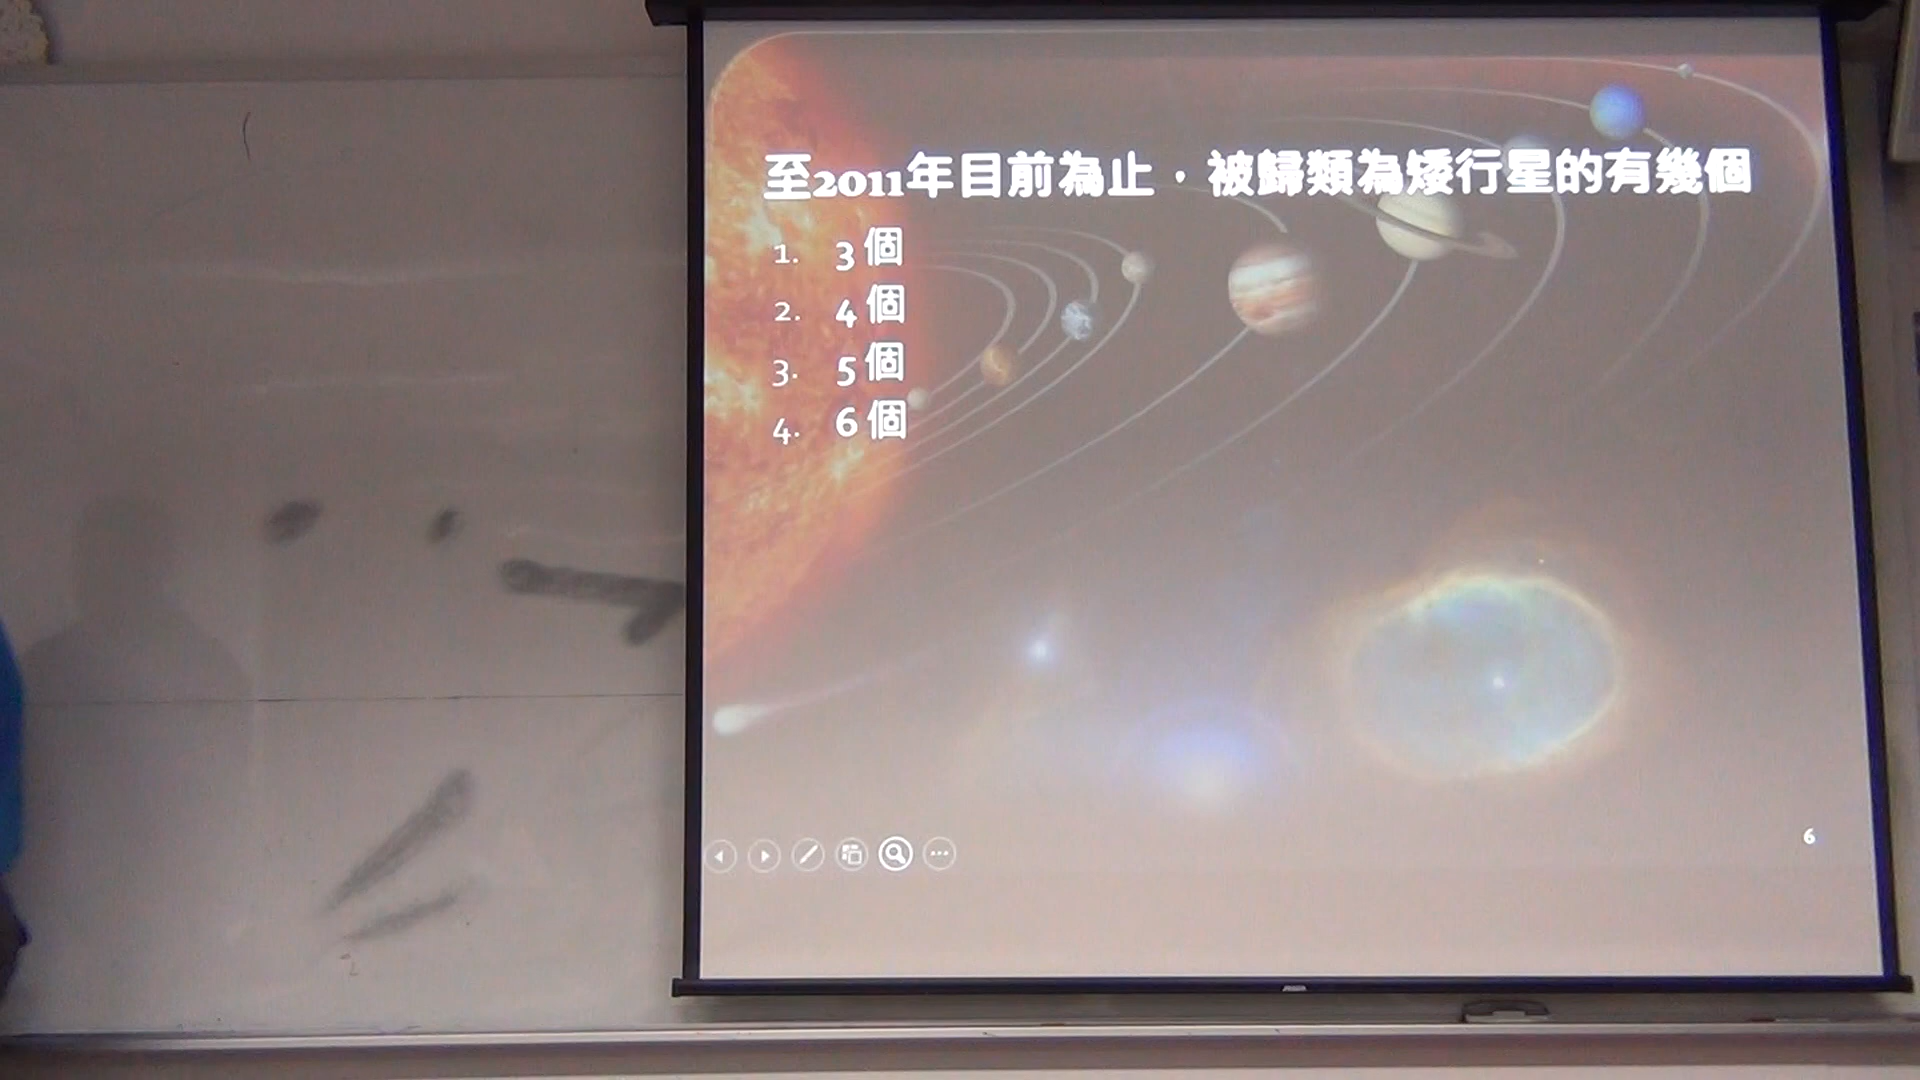 至2011年目前為止，被歸類為矮行星的有幾個
1. 3個
2. 4個
3. 5個
4. 6個
6